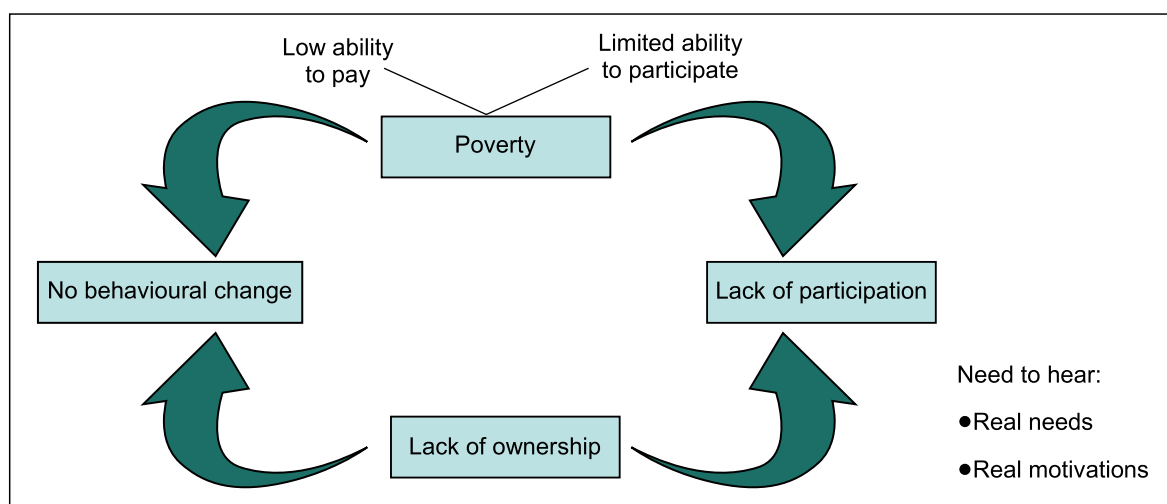 Low ability
to pay
Limited ability
to participate
Poverty
No behavioural change
Lack of participation
Lack of ownership
Need to hear:
●Real needs
●Real motivations